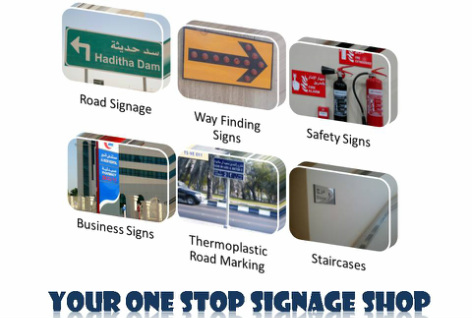 سد حديثة
Haditha Dam
Road Signage
Way Finding
Signs
Safety Signs
Business Signs
Thermoplastic
Road Marking
Staircases
YOUR ONE STOP SIGNAGE SHOP